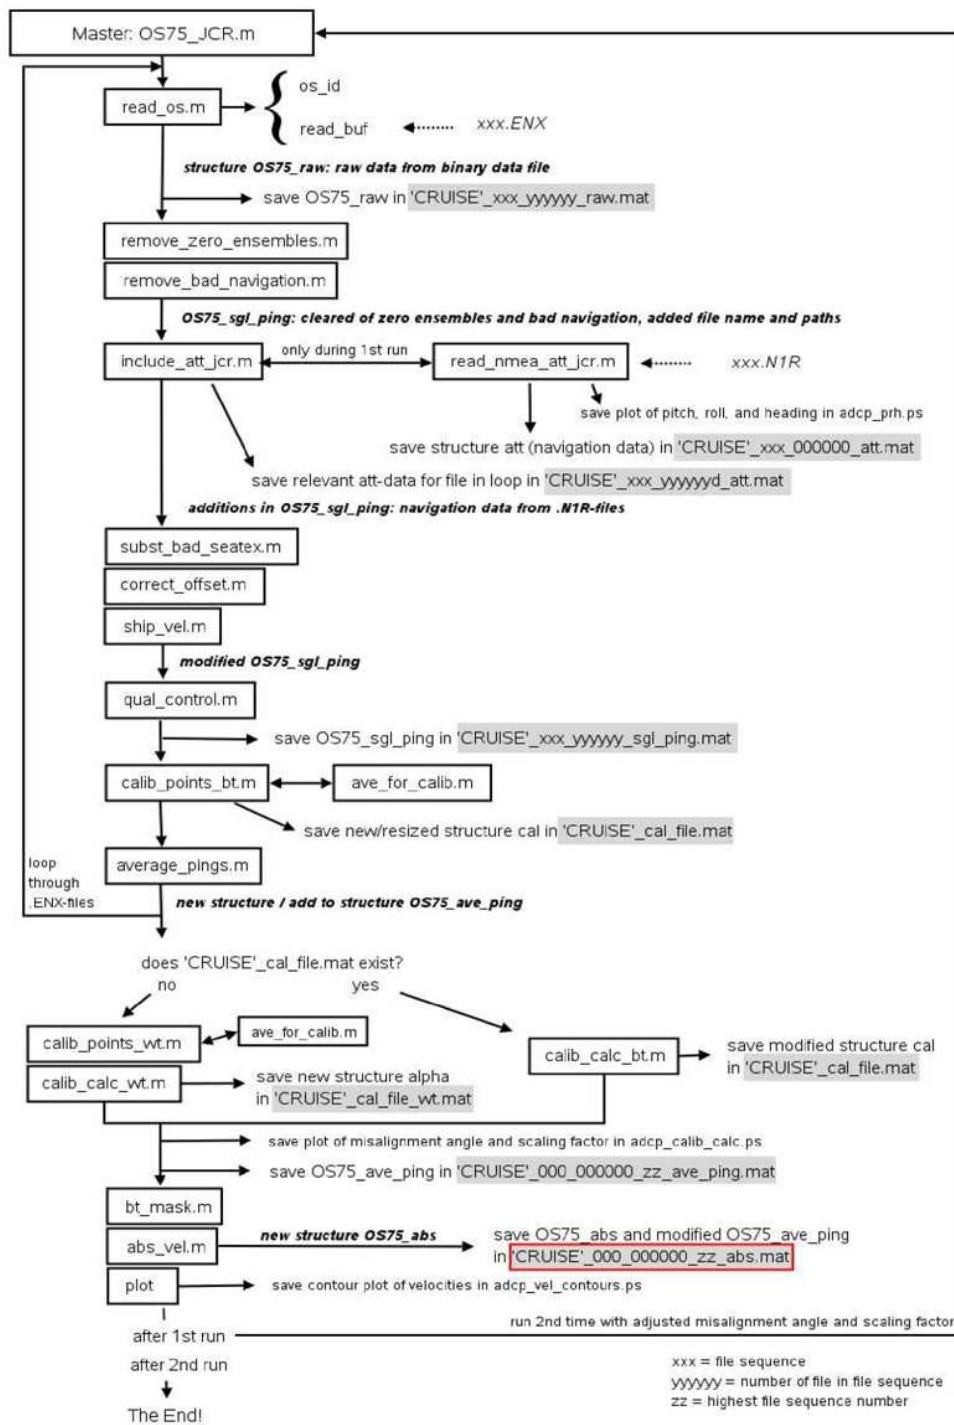 Master: OS75_JCR.m
read_os.m
os_id
read_buf
xxx.ENX
structure OS75_raw: raw data from binary data file
save OS75_raw in 'CRUISE'_xxx_yyyyyy_raw.mat
remove_zero_ensembles.m
remove_bad_navigation.m
OS75_sgl_ping: cleared of zero ensembles and bad navigation, added file name and paths
include_att_jcr.m
only during 1st run
read_nmea_att_jcr.m
xxx.N1R
save plot of pitch, roll, and heading in adcp_prh.ps
save structure att (navigation data) in 'CRUISE'_xxx_000000_att.mat
save relevant att-data for file in loop in 'CRUISE'_xxx_yyyyyyd_att.mat
additions in OS75_sgl_ping: navigation data from .N1R-files
subst_bad_seatex.m
correct_offset.m
ship_vel.m
modified OS75_sgl_ping
qual_control.m
save OS75_sgl_ping in 'CRUISE'_xxx_yyyyyy_sgl_ping.mat
calib_points_bt.m
ave_for_calib.m
save new/resized structure cal in 'CRUISE'_cal_file.mat
average_pings.m
loop
through
.ENX-files
new structure / add to structure OS75_ave_ping
does 'CRUISE'_cal_file.mat exist?
no yes
calib_points_wt.m
ave_for_calib.m
calib_calc_bt.m
save modified structure cal
in 'CRUISE'_cal_file.mat
calib_calc_wt.m
save new structure alpha
in 'CRUISE'_cal_file_wt.mat
save plot of misalignment angle and scaling factor in adcp_calib_calc.ps
save OS75_ave_ping in 'CRUISE'_000_000000_zz_ave_ping.mat
bt_mask.m
abs_vel.m
new structure OS75_abs
save OS75_abs and modified OS75_ave_ping
in 'CRUISE'_000_000000_zz_abs.mat
plot
save contour plot of velocities in adcp_vel_contours.ps
run 2nd time with adjusted misalignment angle and scaling factor
after 1st run
after 2nd run
The End!
xxx = file sequence
yyyyyy = number of file in file sequence
zz = highest file sequence number